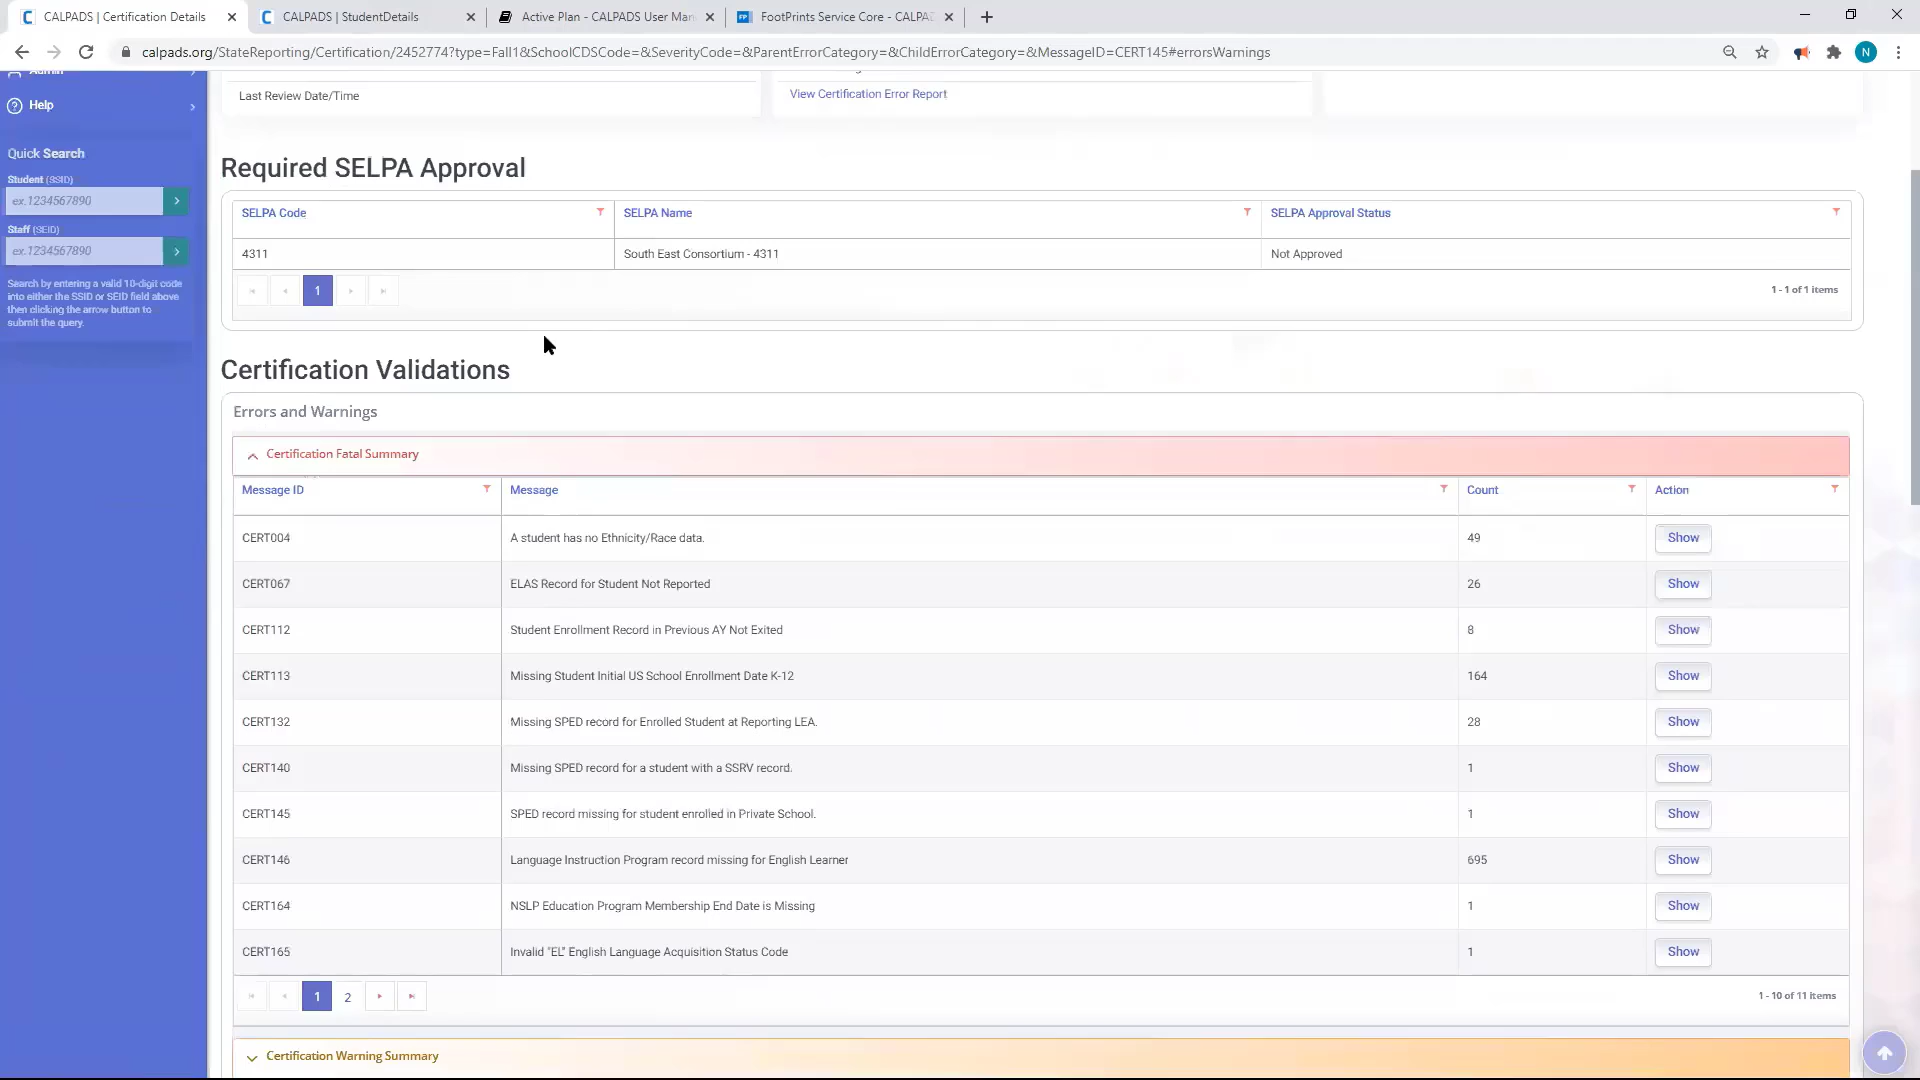 CALPADS | Certification Details
CALPADS | StudentDetails
Active Plan - CALPADS User Man
FootPrints Service Core - CALPA
calpads.org/StateReporting/Certification/2452774?type=Fall1&SchoolCDSCode=&SeverityCode=&ParentErrorCategory=&ChildErrorCategory=&MessageID=CERT145#errorsWarnings
N
Admin
Help
Quick Search
Student (SSID)
ex.1234567890
Staff (SEID)
ex.1234567890
Search by entering a valid 10-digit code
into either the SSID or SEID field above
then clicking the arrow button to
submit the query.
Last Review Date/Time
View Certification Error Report
Required SELPA Approval
SELPA Code SELPA Name SELPA Approval Status
4311 South East Consortium - 4311 Not Approved
1
1 - 1 of 1 items
Certification Validations
Errors and Warnings
Certification Fatal Summary
Message ID Message Count Action
CERT004 A student has no Ethnicity/Race data. 49 Show
CERT067 ELAS Record for Student Not Reported 26 Show
CERT112 Student Enrollment Record in Previous AY Not Exited 8 Show
CERT113 Missing Student Initial US School Enrollment Date K-12 164 Show
CERT132 Missing SPED record for Enrolled Student at Reporting LEA. 28 Show
CERT140 Missing SPED record for a student with a SSRV record. 1 Show
CERT145 SPED record missing for student enrolled in Private School. 1 Show
CERT146 Language Instruction Program record missing for English Learner 695 Show
CERT164 NSLP Education Program Membership End Date is Missing 1 Show
CERT165 Invalid "EL" English Language Acquisition Status Code 1 Show
1 2
1 - 10 of 11 items
Certification Warning Summary